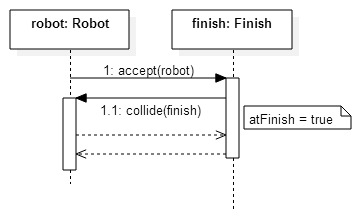 robot: Robot
finish: Finish
1: accept(robot)
1.1: collide(finish)
atFinish = true